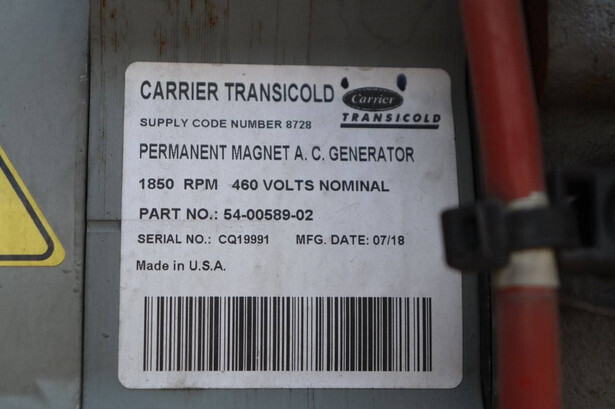 CARRIER TRANSICOLD
Carrier
TRANSICOLD
SUPPLY CODE NUMBER 8728
PERMANENT MAGNET A. C. GENERATOR
1850 RPM 460 VOLTS NOMINAL
PART NO.: 54-00589-02
SERIAL NO.: CQ19991 MFG. DATE: 07/18
Made in U.S.A.